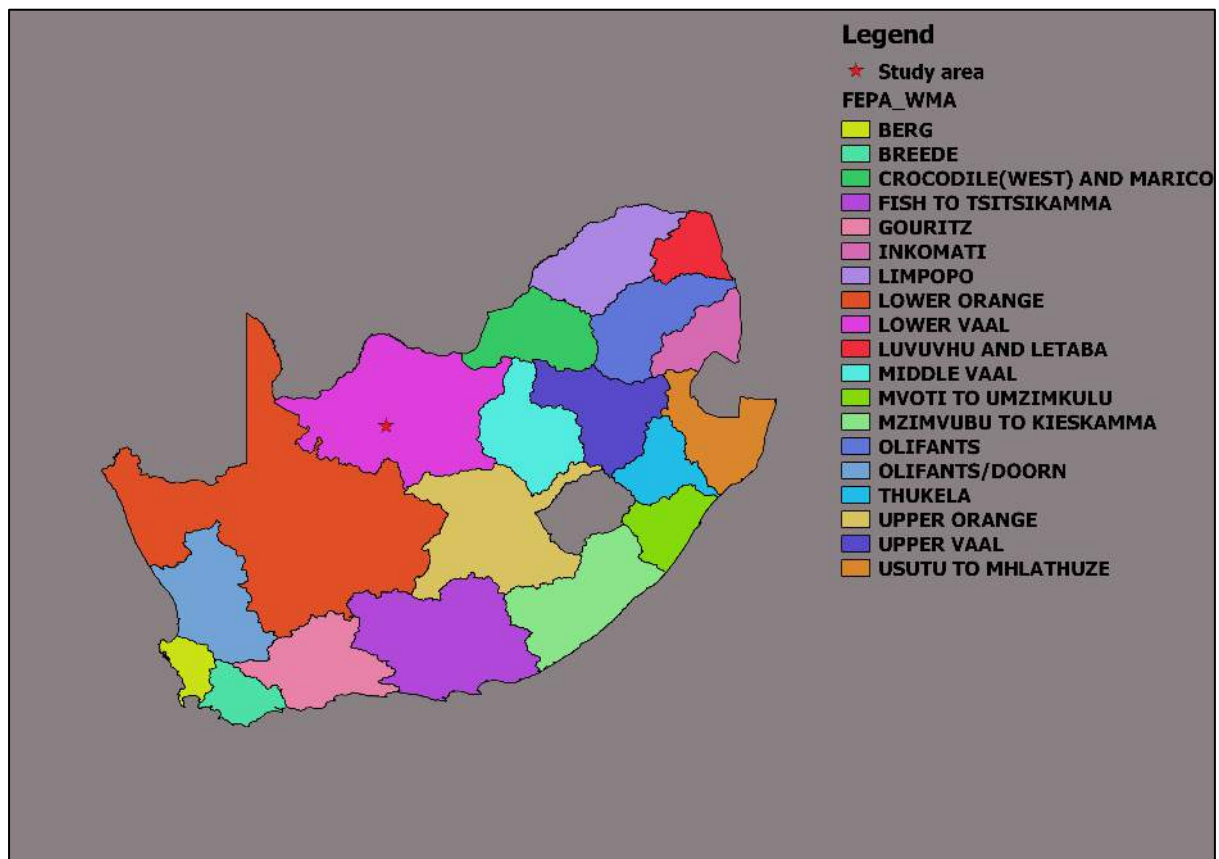 Legend
Study area
FEPA_WMA
BERG
BREEDE
CROCODILE(WEST) AND MARICO
FISH TO TSITSIKAMMA
GOURITZ
INKOMATI
LIMPOPO
LOWER ORANGE
LOWER VAAL
LUVUVHU AND LETABA
MIDDLE VAAL
MVOTI TO UMZIMKULU
MZIMVUBU TO KIESKAMMA
OLIFANTS
OLIFANTS/DOORN
THUKELA
UPPER ORANGE
UPPER VAAL
USUTU TO MHLATHUZE